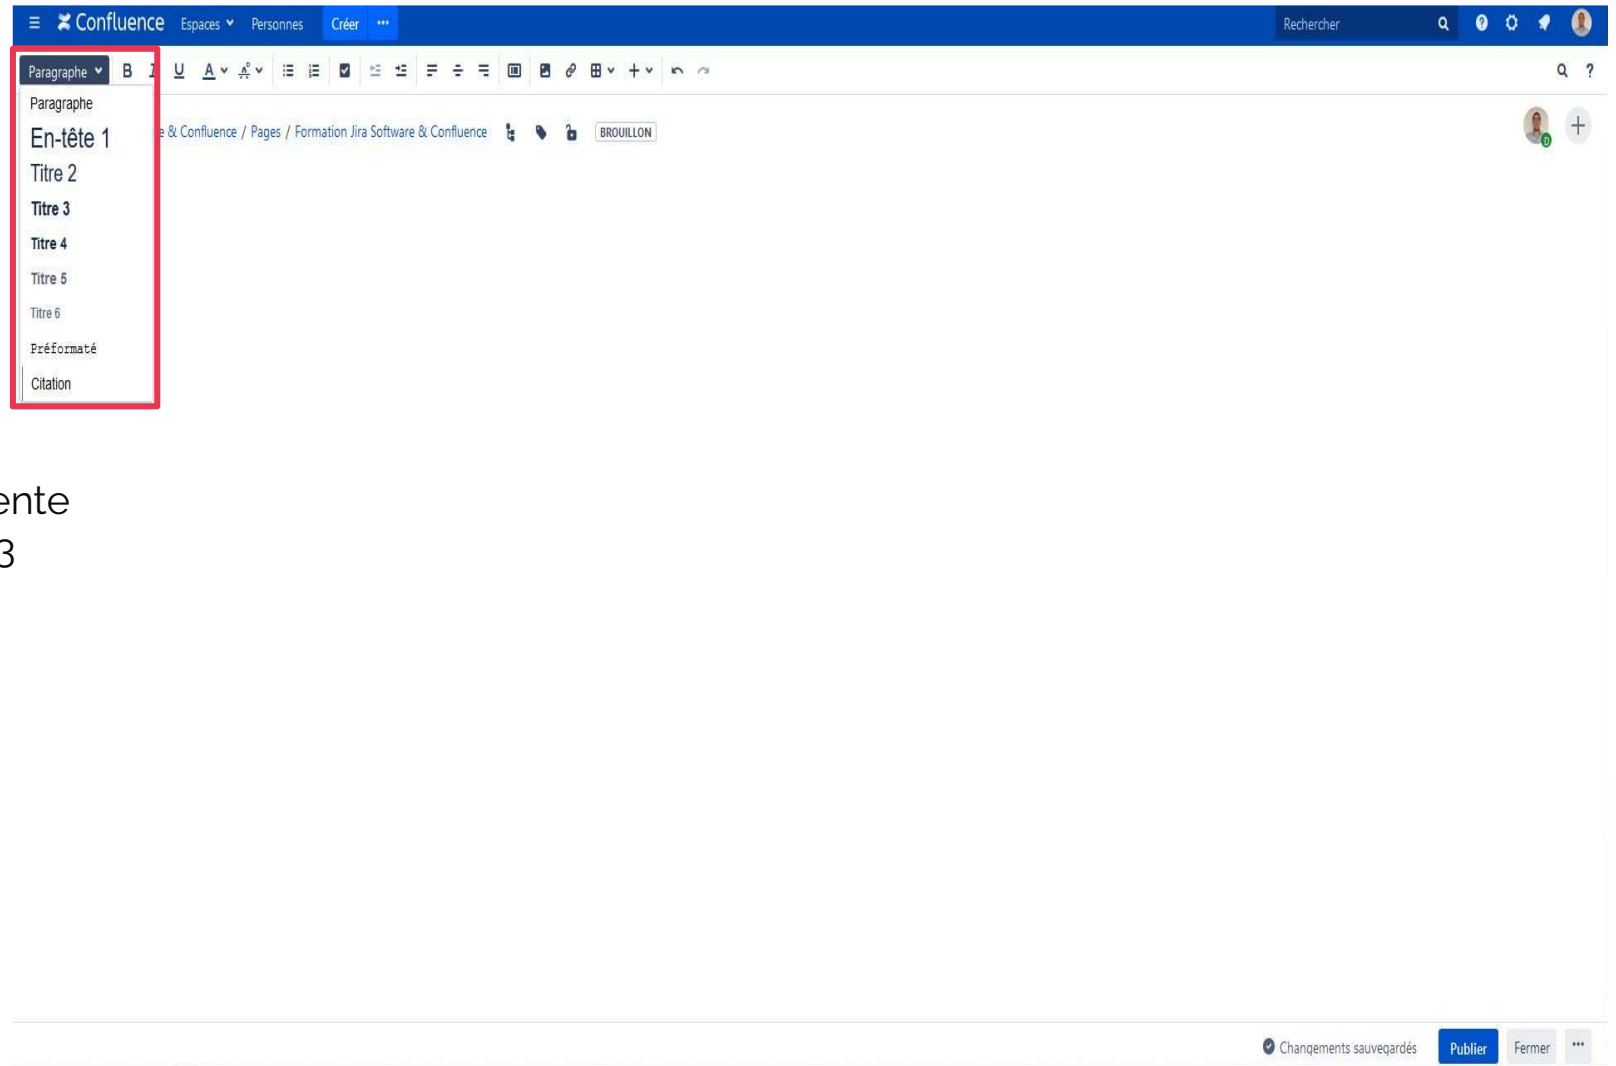 Confluence Espaces Personnes Créer ··· Rechercher
Paragraphe B I U A A ?
Paragraphe
En-tête 1
e & Confluence / Pages / Formation Jira Software & Confluence BROUILLON
D
Titre 2
Titre 3
Titre 4
Titre 5
Titre 6
Préformaté
Citation
ente
3
Changements sauvegardés Publier Fermer ···